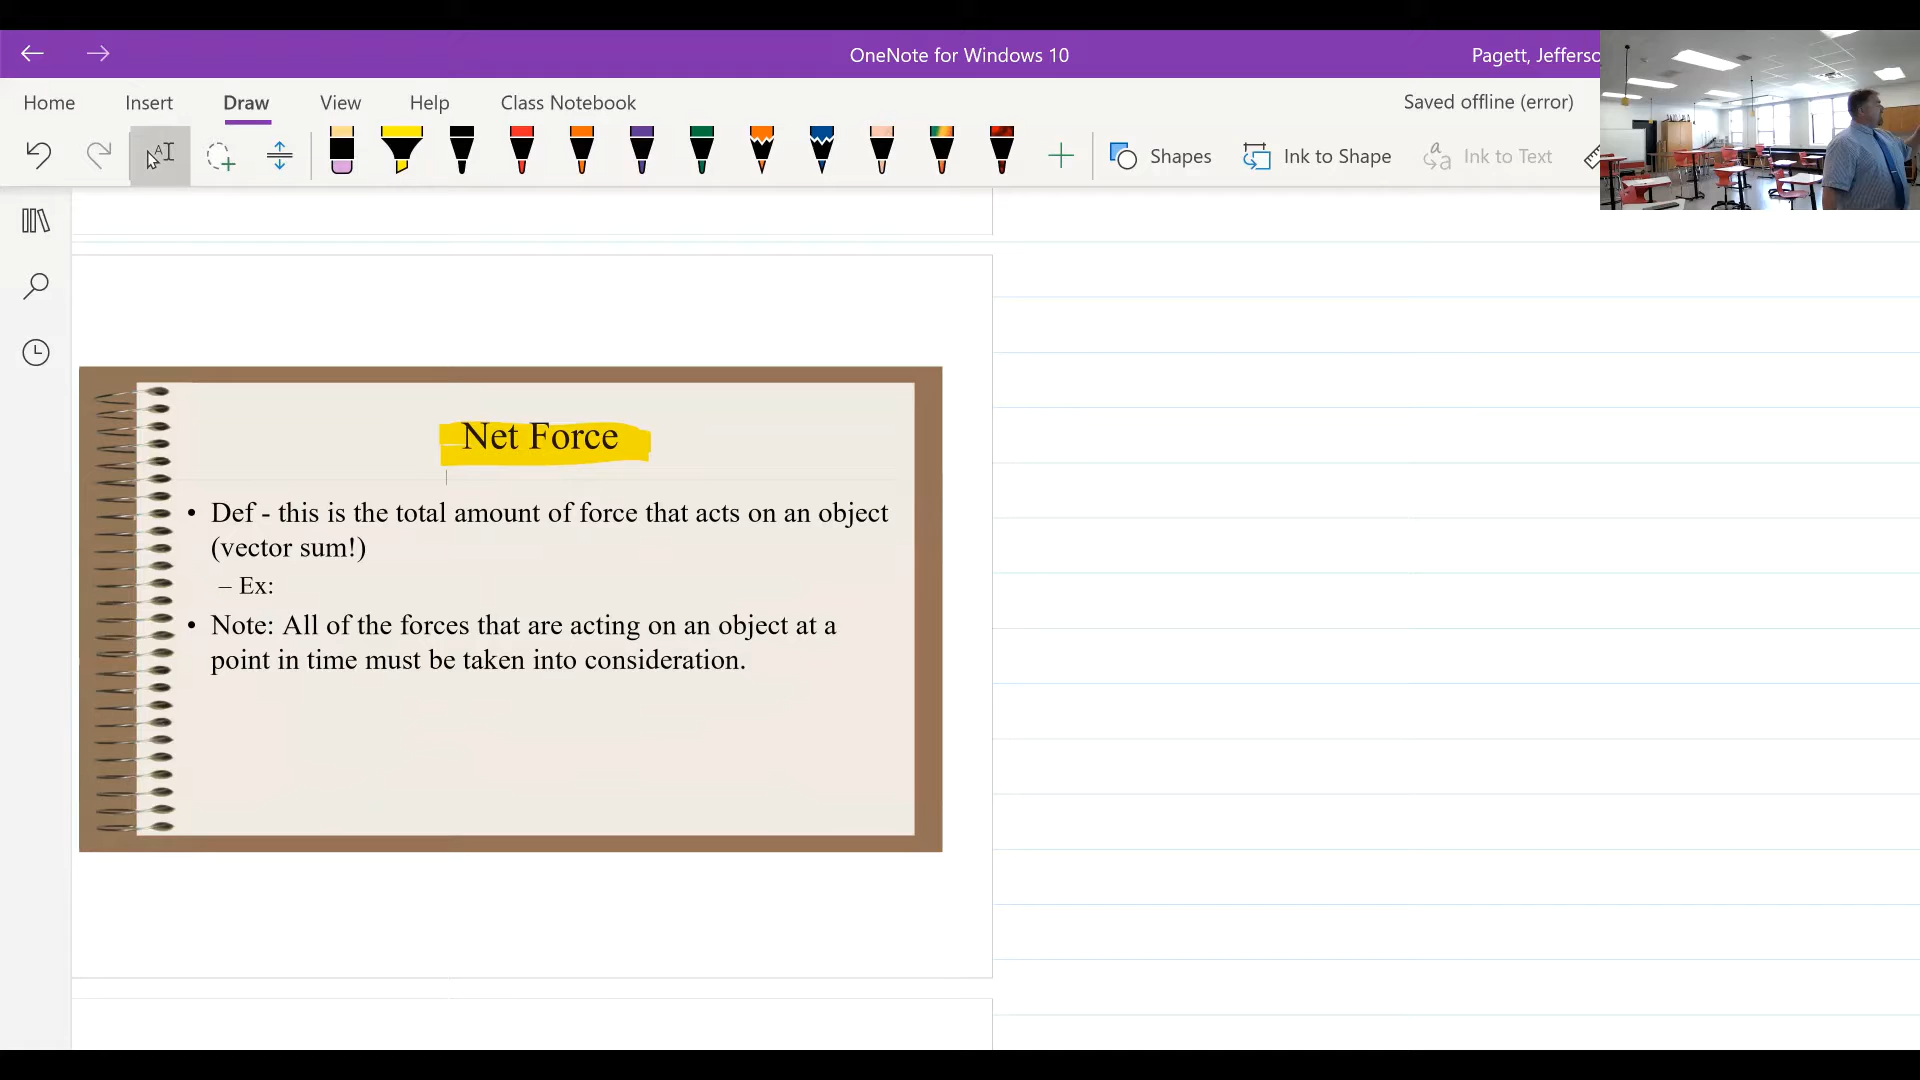 OneNote for Windows 10
Pagett, Jefferso
Home Insert Draw View Help Class Notebook
Saved offline (error)
Shapes Ink to Shape Ink to Text
Net Force
• Def - this is the total amount of force that acts on an object
(vector sum!)
– Ex:
• Note: All of the forces that are acting on an object at a
point in time must be taken into consideration.